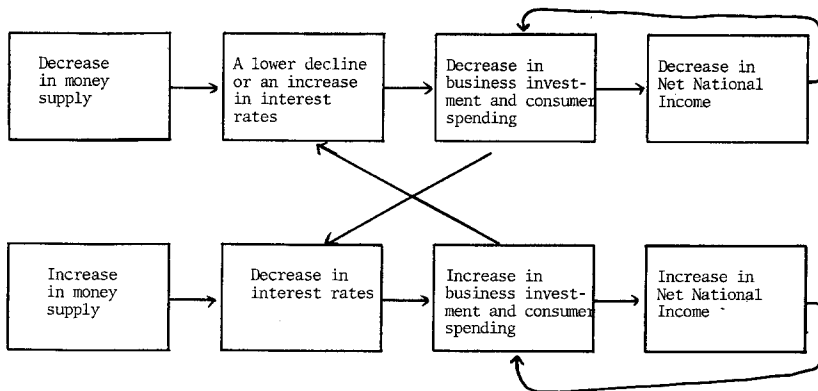 Decrease
in money
supply
A lower decline
or an increase
in interest
rates
Decrease in
business invest-
ment and consumer
spending
Decrease in
Net National
Income
Increase
in money
supply
Decrease in
interest rates
Increase in
business invest-
ment and consumer
spending
Increase in
Net National
Income